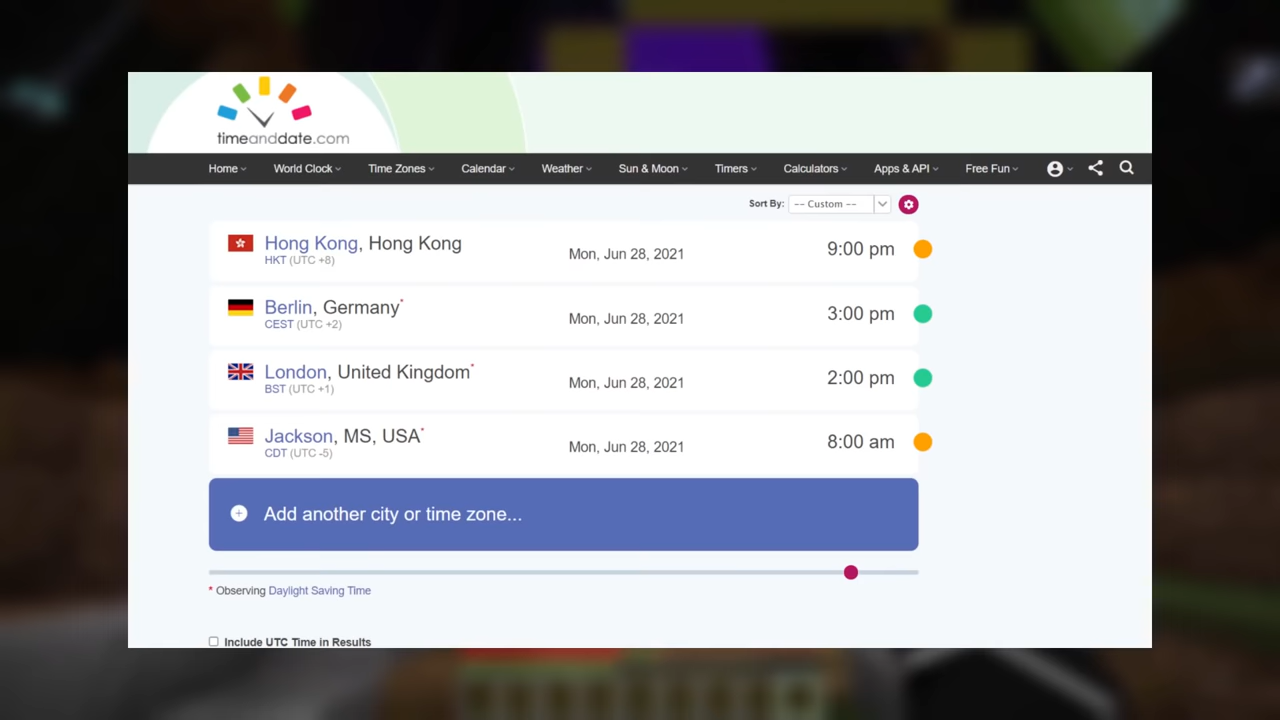 timeanddate.com
Home World Clock Time Zones Calendar Weather Sun & Moon Timers Calculators Apps & API Free Fun
Sort By: -- Custom --
Hong Kong, Hong Kong
HKT (UTC +8)
Mon, Jun 28, 2021
9:00 pm
Berlin, Germany*
CEST (UTC +2)
Mon, Jun 28, 2021
3:00 pm
London, United Kingdom*
BST (UTC +1)
Mon, Jun 28, 2021
2:00 pm
Jackson, MS, USA*
CDT (UTC -5)
Mon, Jun 28, 2021
8:00 am
Add another city or time zone...
* Observing Daylight Saving Time
Include UTC Time in Results